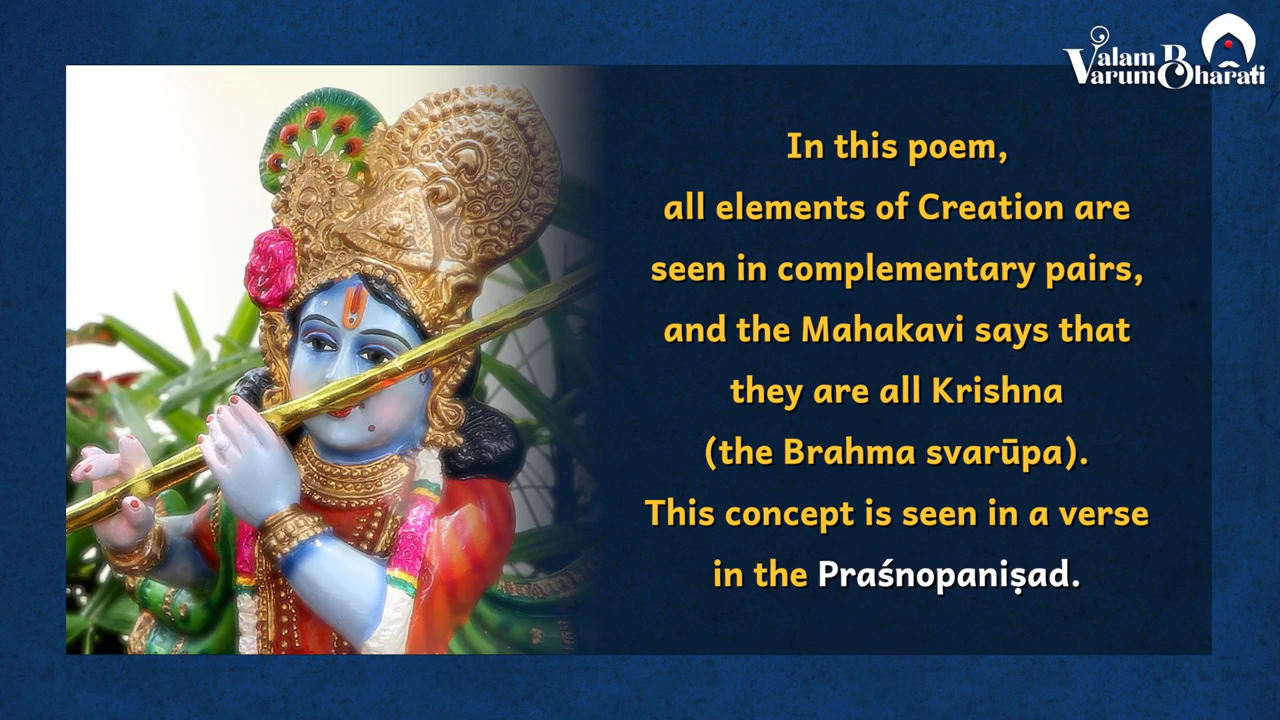 Valam
Varum Bharati
In this poem,
all elements of Creation are
seen in complementary pairs,
and the Mahakavi says that
they are all Krishna
(the Brahma svarūpa).
This concept is seen in a verse
in the Praśnopaniṣad.